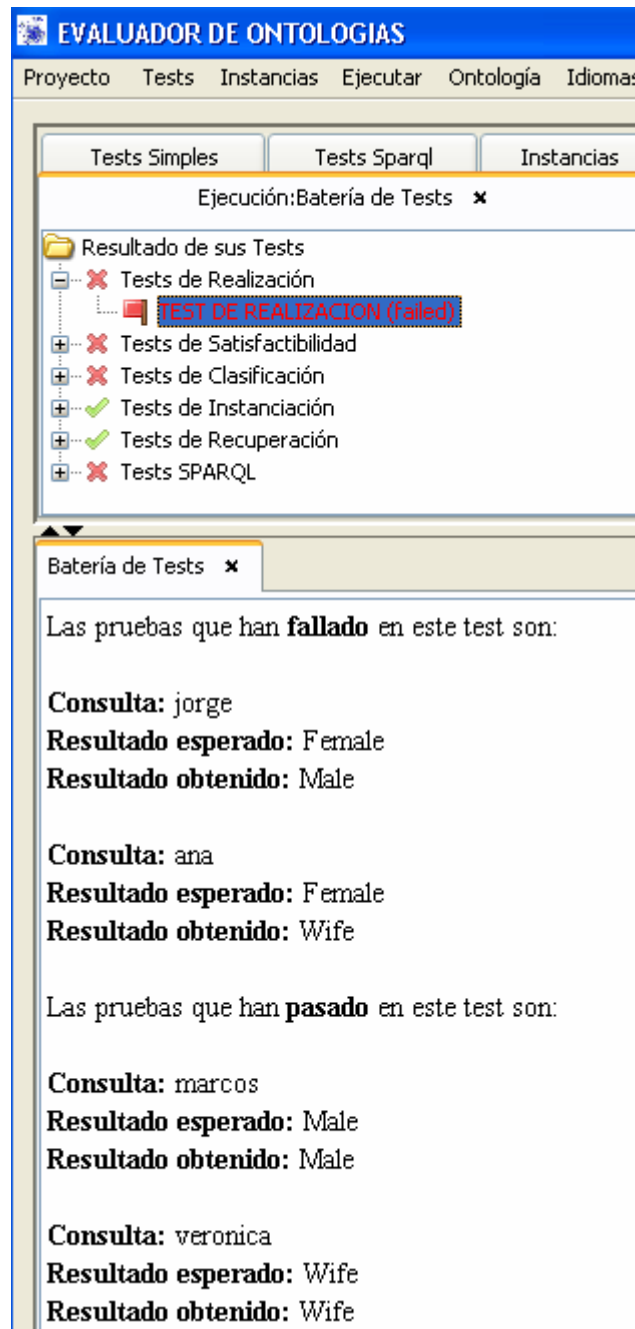 EVALUADOR DE ONTOLOGIAS
Proyecto Tests Instancias Ejecutar Ontología Idiomas
Tests Simples Tests Sparql Instancias
Ejecución:Batería de Tests
Resultado de sus Tests
Tests de Realización
TEST DE REALIZACION (failed)
Tests de Satisfactibilidad
Tests de Clasificación
Tests de Instanciación
Tests de Recuperación
Tests SPARQL
Batería de Tests
Las pruebas que han fallado en este test son:
Consulta: jorge
Resultado esperado: Female
Resultado obtenido: Male
Consulta: ana
Resultado esperado: Female
Resultado obtenido: Wife
Las pruebas que han pasado en este test son:
Consulta: marcos
Resultado esperado: Male
Resultado obtenido: Male
Consulta: veronica
Resultado esperado: Wife
Resultado obtenido: Wife